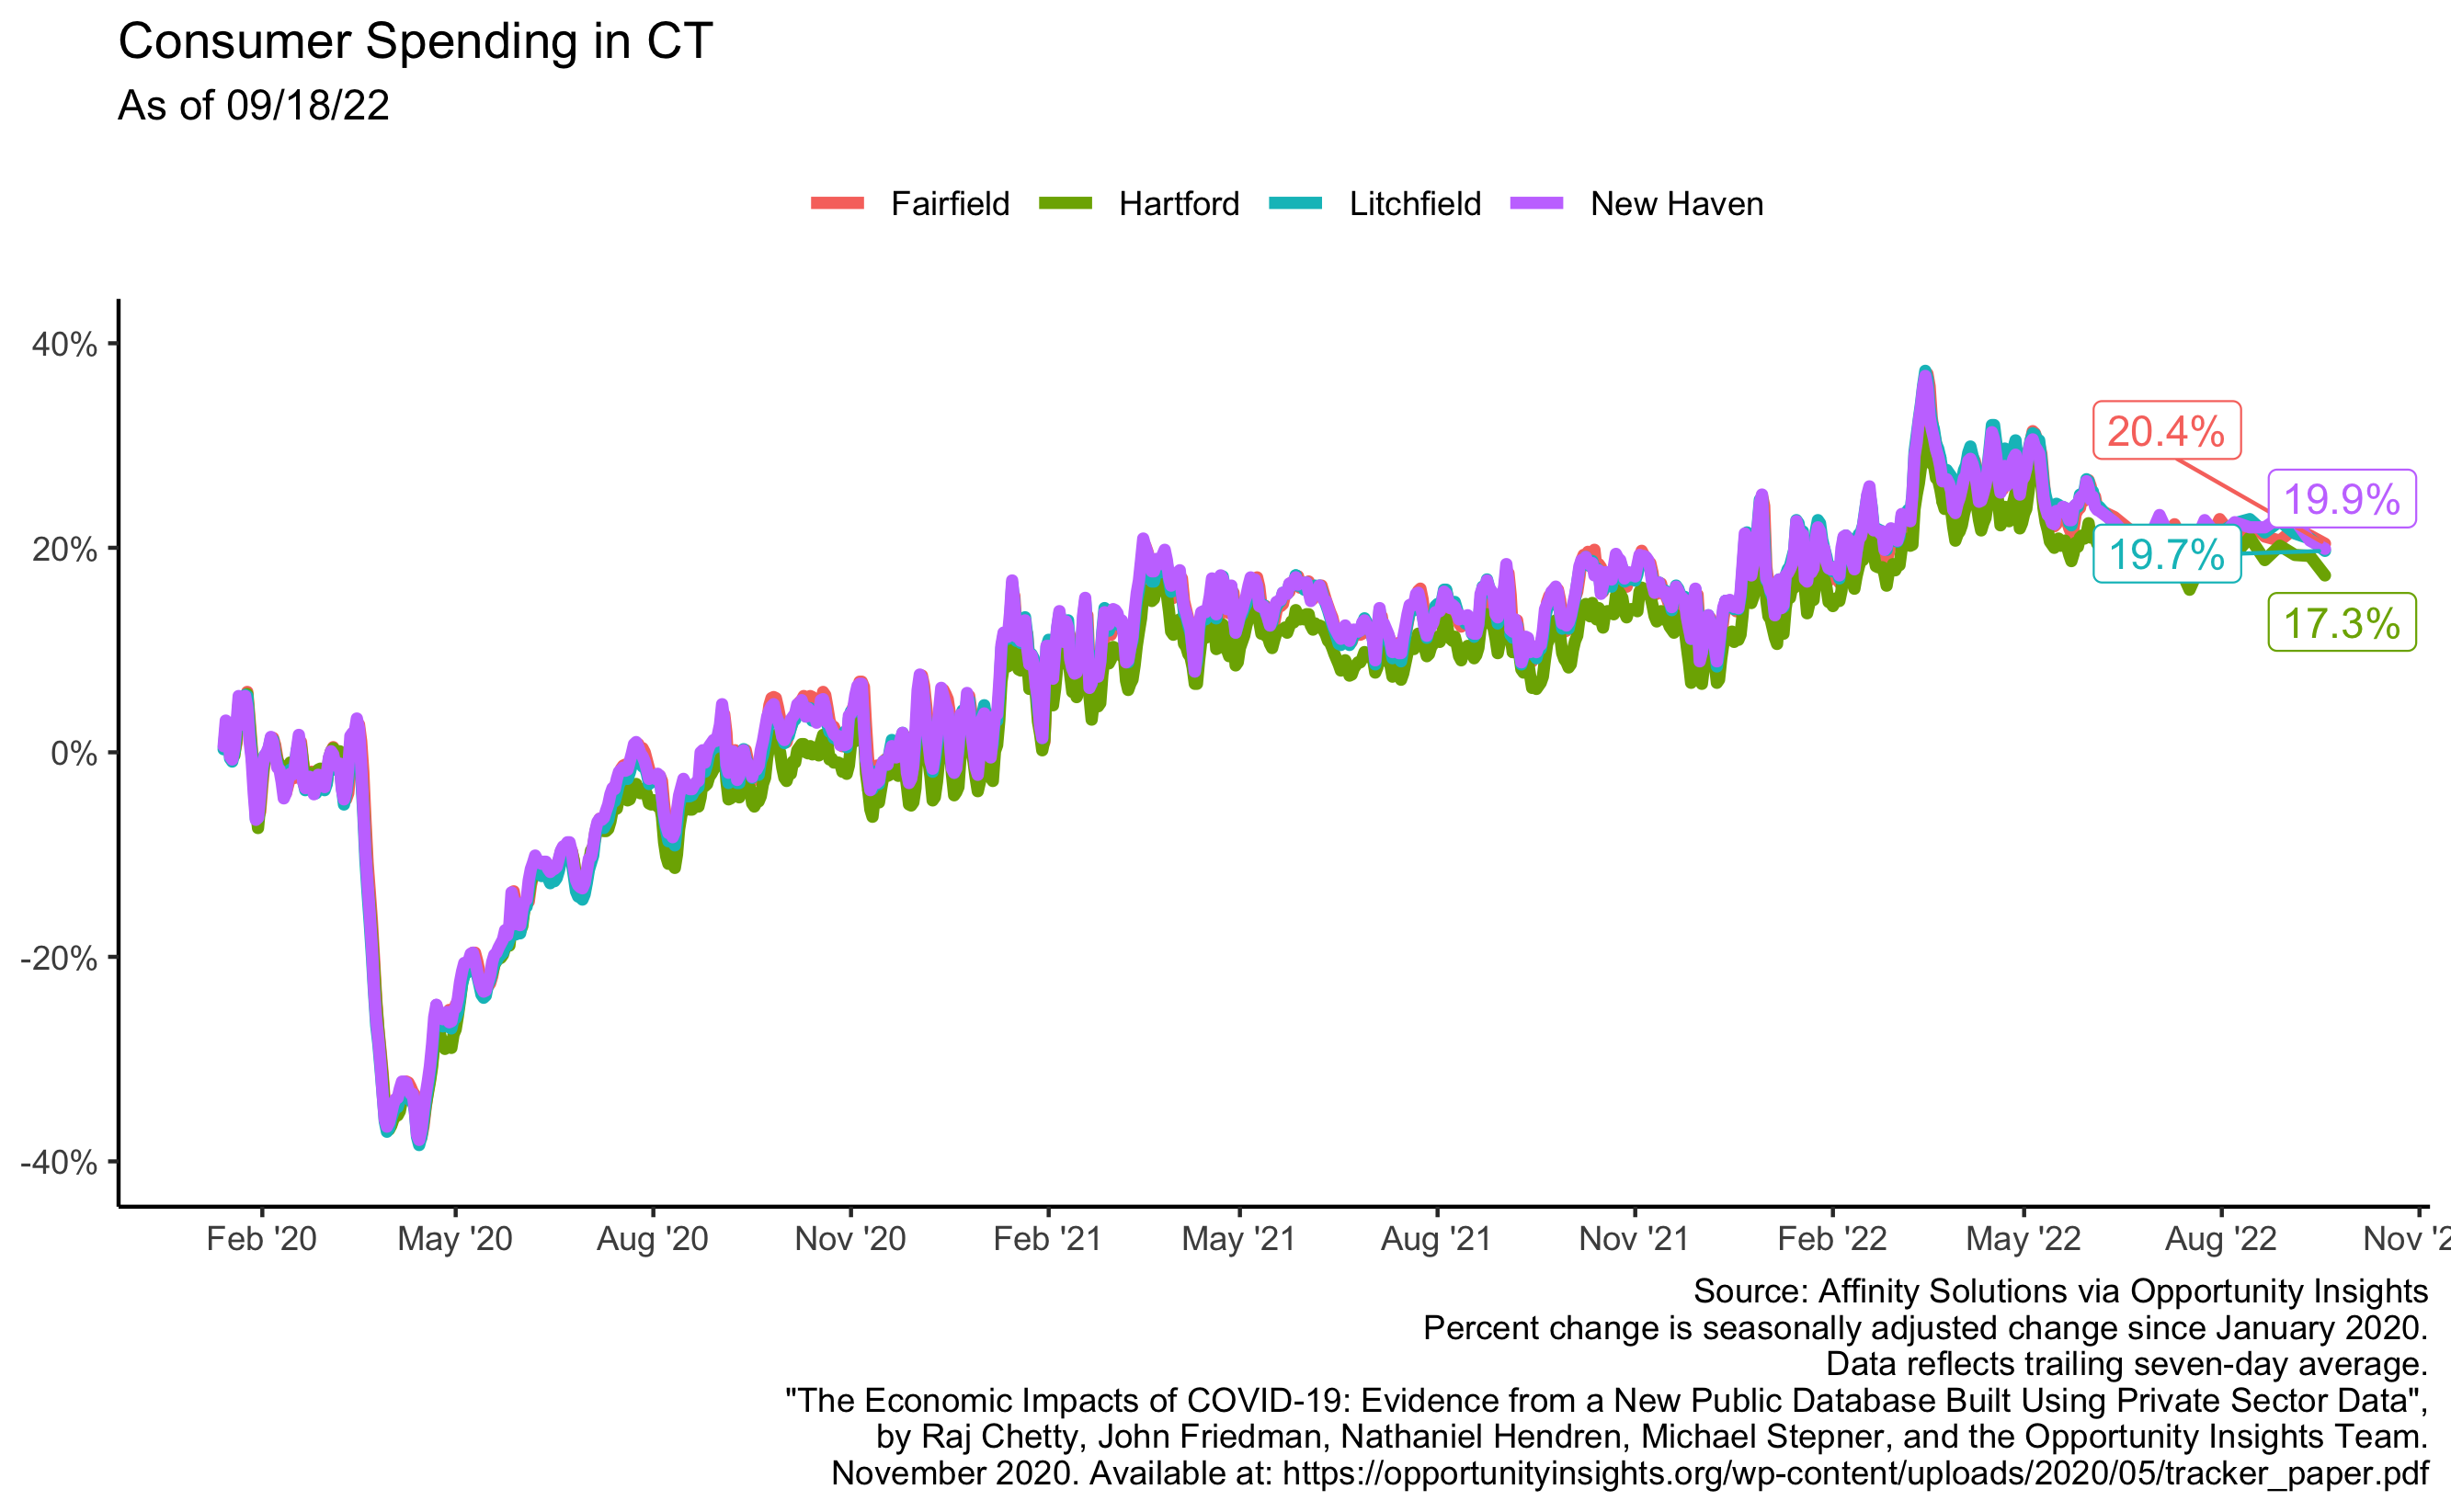 Consumer Spending in CT
As of 09/18/22
Fairfield Hartford Litchfield New Haven
40%
20%
0%
-20%
-40%
20.4%
19.9%
19.7%
17.3%
Feb '20 May '20 Aug '20 Nov '20 Feb '21 May '21 Aug '21 Nov '21 Feb '22 May '22 Aug '22 Nov '2
Source: Affinity Solutions via Opportunity Insights
Percent change is seasonally adjusted change since January 2020.
Data reflects trailing seven-day average.
"The Economic Impacts of COVID-19: Evidence from a New Public Database Built Using Private Sector Data",
by Raj Chetty, John Friedman, Nathaniel Hendren, Michael Stepner, and the Opportunity Insights Team.
November 2020. Available at: https://opportunityinsights.org/wp-content/uploads/2020/05/tracker_paper.pdf